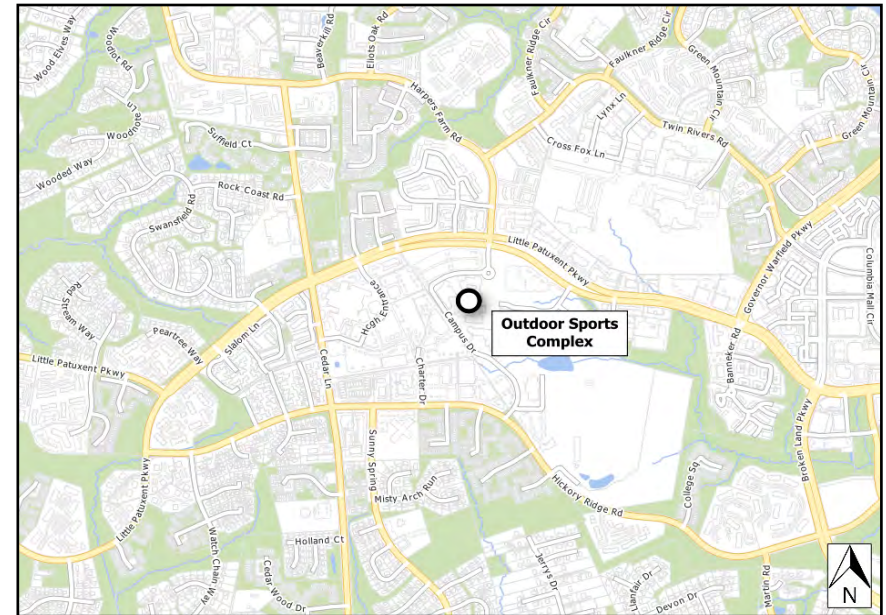 Wood Elves Way
Woodlot Rd
Beaverkill Rd
Eliots Oak Rd
Faulkner Ridge Cir
Faulkner Ridge Cir
Green Mountain Cir
Green Mountain Cir
Harpers Farm Rd
Lynx Ln
Twin Rivers Rd
Woodnote Ln
Suffield Ct
Cross Fox Ln
Wooded Way
Rock Coast Rd
Swansfield Rd
Little Patuxent Pkwy
Governor Warfield Pkwy
Columbia Mall Cir
Red Stream Way
Hcgh Entrance
Outdoor Sports
Complex
Campus Dr
Peartree Way
Slalom Ln
Banneker Rd
Little Patuxent Pkwy
Cedar Ln
Charter Dr
Broken Land Pkwy
Sunny Spring
Little Patuxent Pkwy
College Sq
Hickory Ridge Rd
Misty Arch Run
Watch Chain Way
Holland Ct
Cedar Wood Dr
Jerrys Dr
Llanfair Dr
Devon Dr
Martin Rd
N